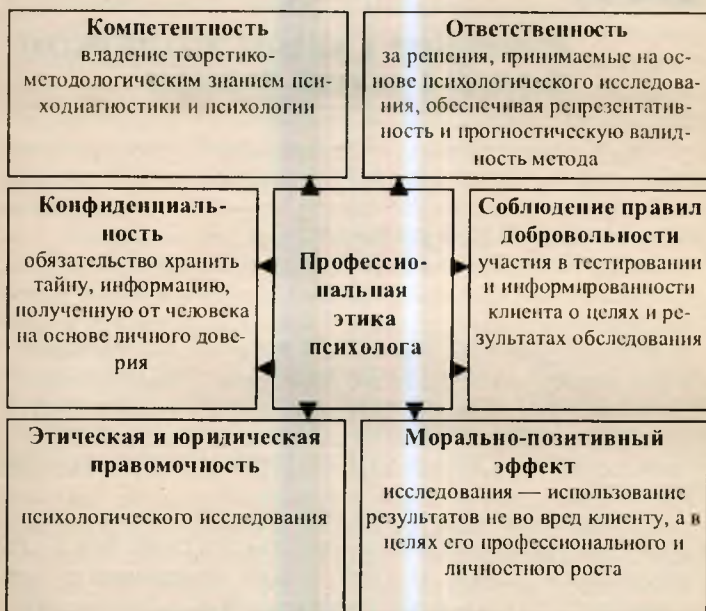 Компетентность
владение теоретико-
методологическим знанием пси-
ходиагностики и психологии
Ответственность
за решения, принимаемые на ос-
нове психологического исследова-
ния, обеспечивая репрезентатив-
ность и прогностическую валид-
ность метода
Конфиденциаль-
ность
обязательство хранить
тайну, информацию,
полученную от человека
на основе личного дове-
рия
Профессио-
нальная
этика
психолога
Соблюдение правил
добровольности
участия в тестировании
и информированности
клиента о целях и ре-
зультатах обследования
Этическая и юридическая
правомочность
психологического исследования
Морально-позитивный
эффект
исследования — использование
результатов не во вред клиенту, а в
целях его профессионального и
личностного роста